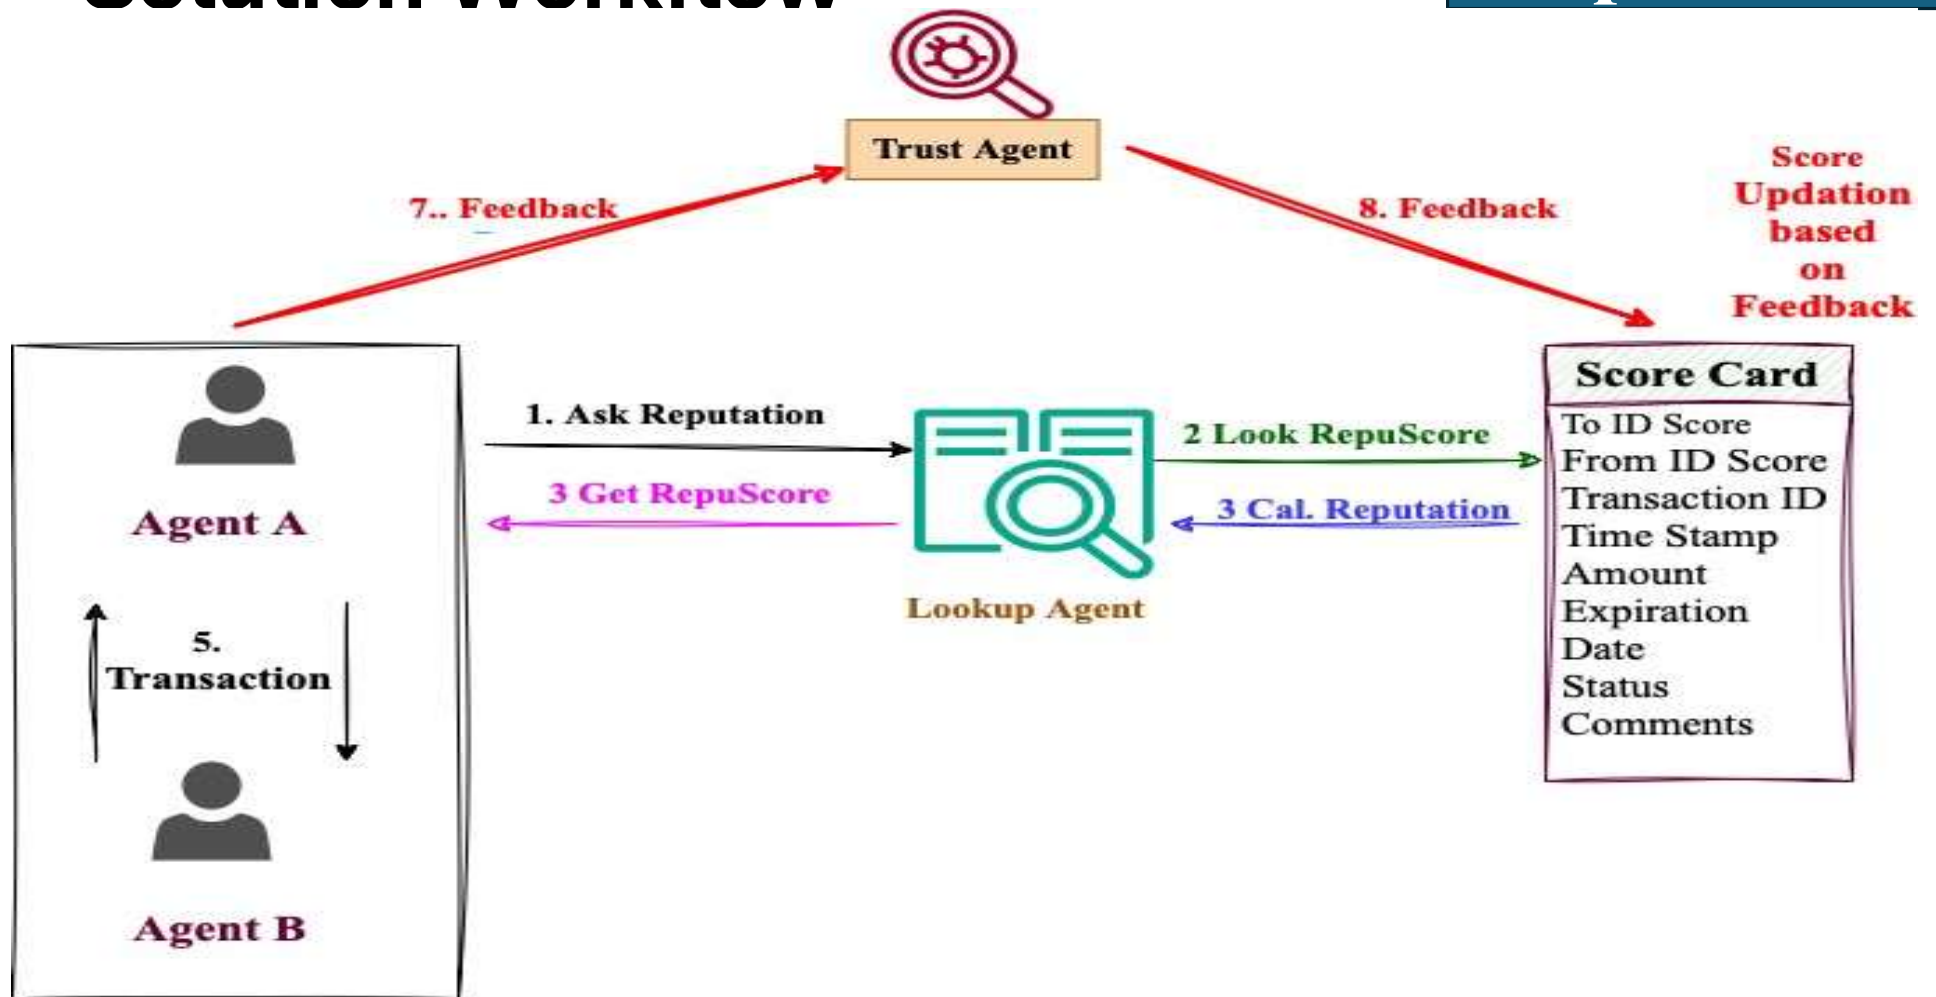 Solution Workflow
Trust Agent
7.. Feedback
8. Feedback
Score
Updation
based
on
Feedback
Agent A
1. Ask Reputation
3 Get RepuScore
2 Look RepuScore
3 Cal. Reputation
Lookup Agent
5.
Transaction
Agent B
Score Card
To ID Score
From ID Score
Transaction ID
Time Stamp
Amount
Expiration
Date
Status
Comments